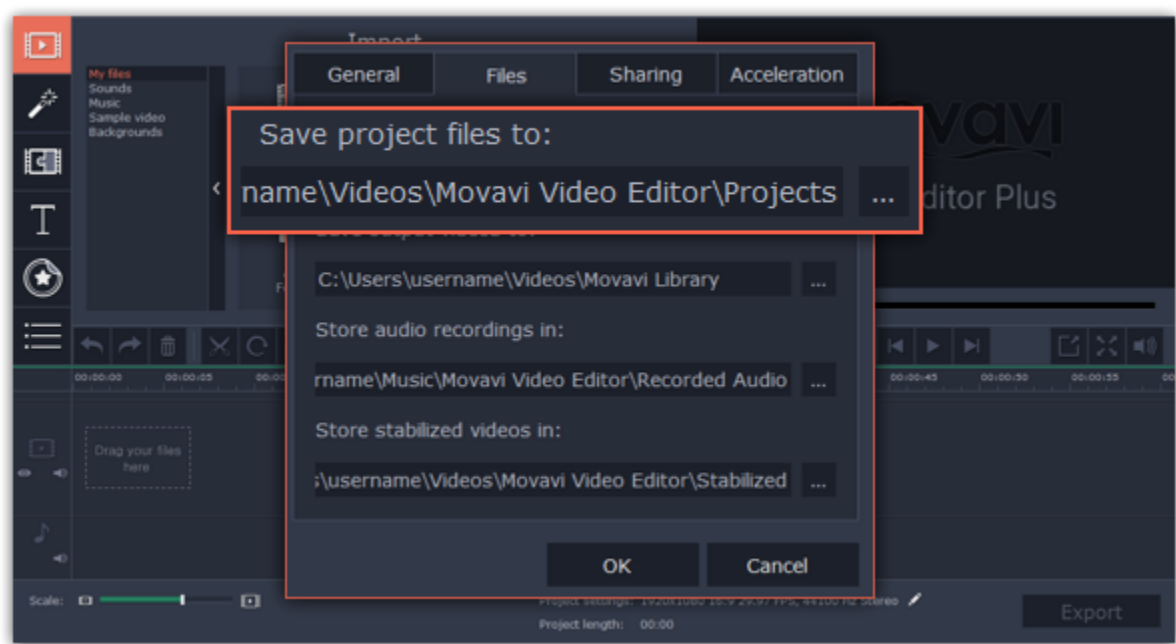 Import
General
Files
Sharing
Acceleration
My files
Sounds
Music
Sample video
Backgrounds
Save project files to:
name\Videos\Movavi Video Editor\Projects
...
ditor Plus
C:\Users\username\Videos\Movavi Library
...
Store audio recordings in:
rname\Music\Movavi Video Editor\Recorded Audio
...
00:00:00
00:00:05
00:00:45
00:00:50
00:00:55
Store stabilized videos in:
s\username\Videos\Movavi Video Editor\Stabilized
...
Drag your files
here
OK
Cancel
Scale:
Project settings: 1920x1080 16:9 29.97 FPS, 44100 Hz Stereo
Project length: 00:00
Export